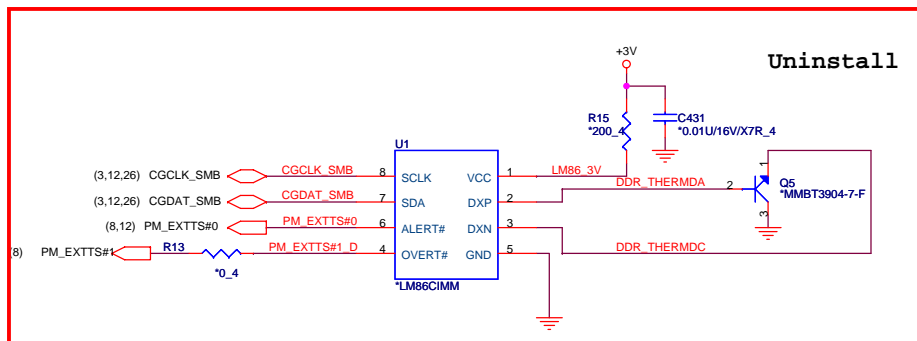 +3V
Uninstall
R15
*200_4
C431
*0.01U/16V/X7R_4
U1
(3,12,26) CGCLK_SMB
CGCLK_SMB
8 SCLK
VCC 1
LM86_3V
DDR_THERMDA
1
2
Q5
*MMBT3904-7-F
3
(3,12,26) CGDAT_SMB
CGDAT_SMB
7 SDA
DXP 2
(8,12) PM_EXTTS#0
PM_EXTTS#0
6 ALERT#
DXN 3
DDR_THERMDC
8) PM_EXTTS#1
R13
*0_4
PM_EXTTS#1_D
4 OVERT#
GND 5
*LM86CIMM